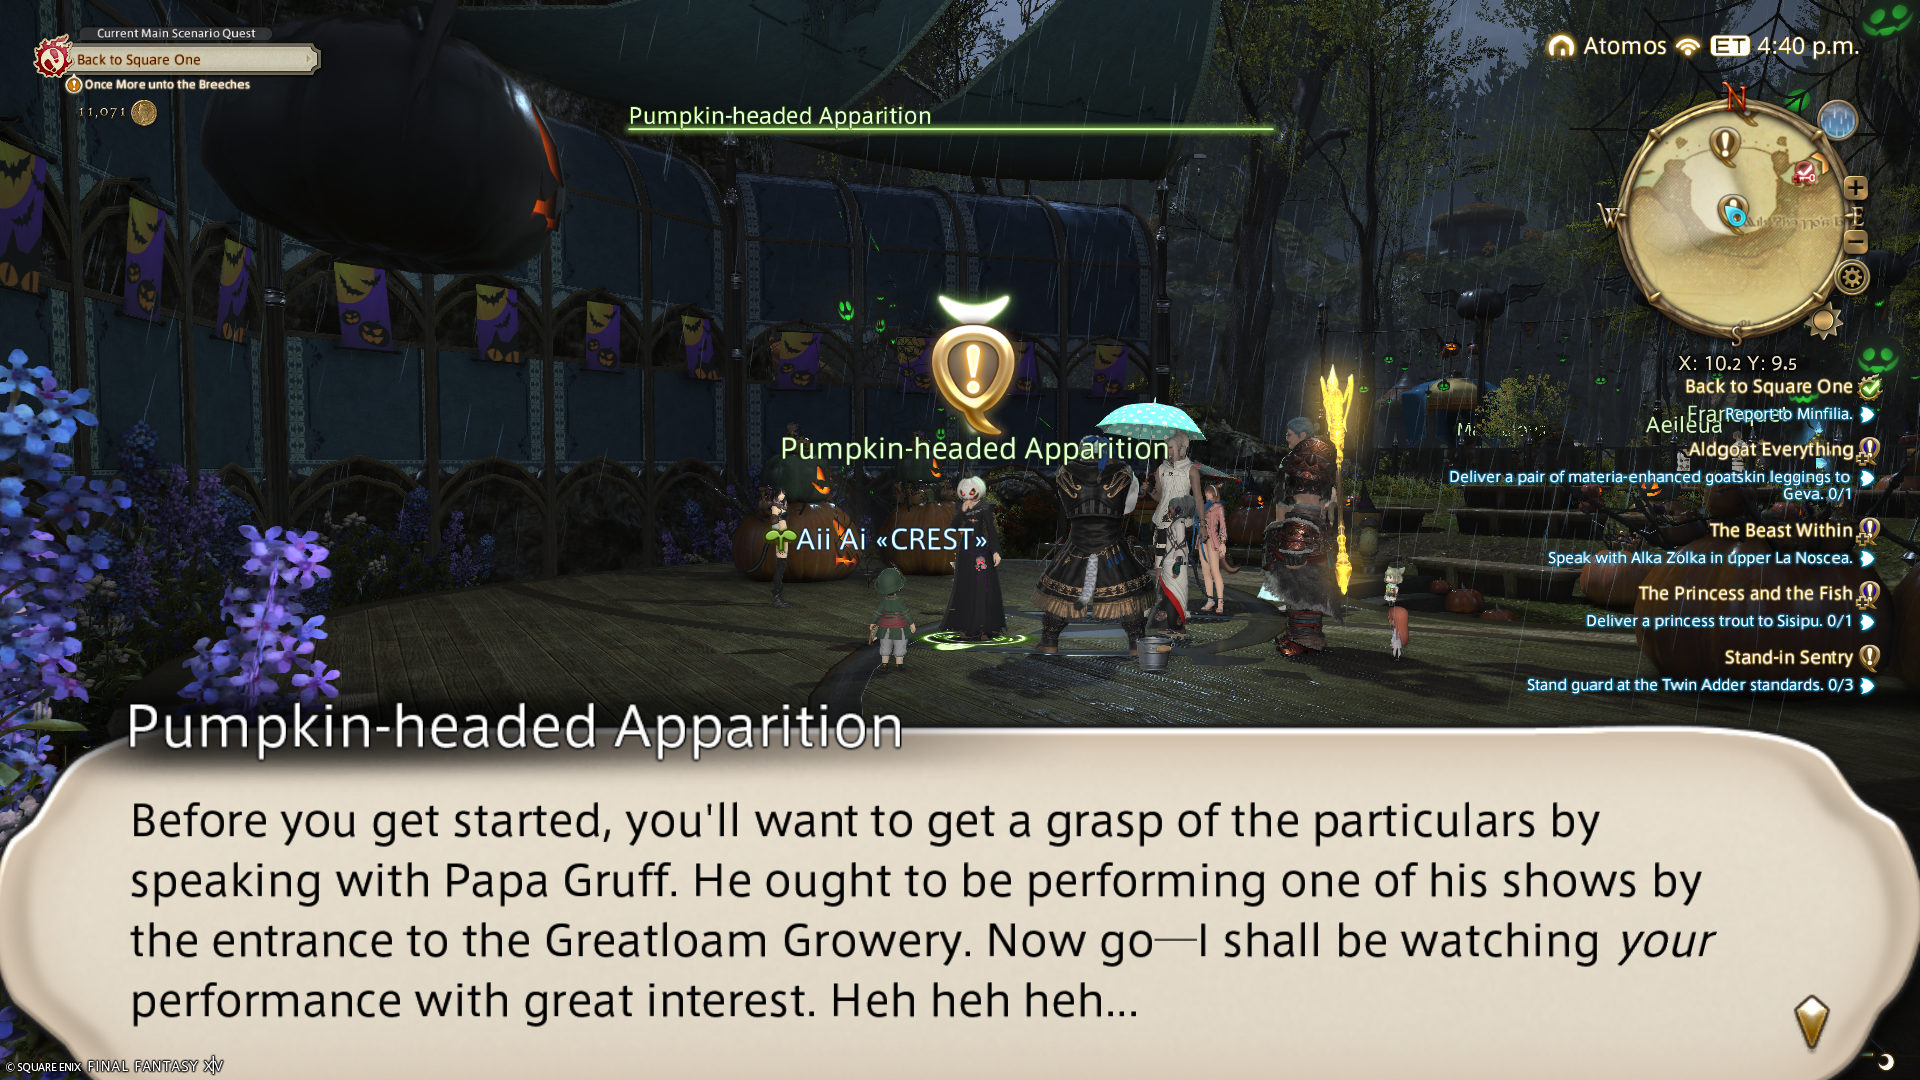 Current Main Scenario Quest
Back to Square One
Once More unto the Breeches
11,071
Pumpkin-headed Apparition
Atomos ET 4:40 p.m.
N
W
E
S
X: 10.2 Y: 9.5
Back to Square One
Report to Minfilia.
Aeileua
Aldgoat Everything
Deliver a pair of materia-enhanced goatskin leggings to
Geva. 0/1
The Beast Within
Speak with Alka Zolka in upper La Noscea.
The Princess and the Fish
Deliver a princess trout to Sisipu. 0/1
Stand-in Sentry
Stand guard at the Twin Adder standards. 0/3
Pumpkin-headed Apparition
Aii Ai «CREST»
Pumpkin-headed Apparition
Before you get started, you'll want to get a grasp of the particulars by
speaking with Papa Gruff. He ought to be performing one of his shows by
the entrance to the Greatloam Growery. Now go—I shall be watching your
performance with great interest. Heh heh heh...
© SQUARE ENIX FINAL FANTASY XIV